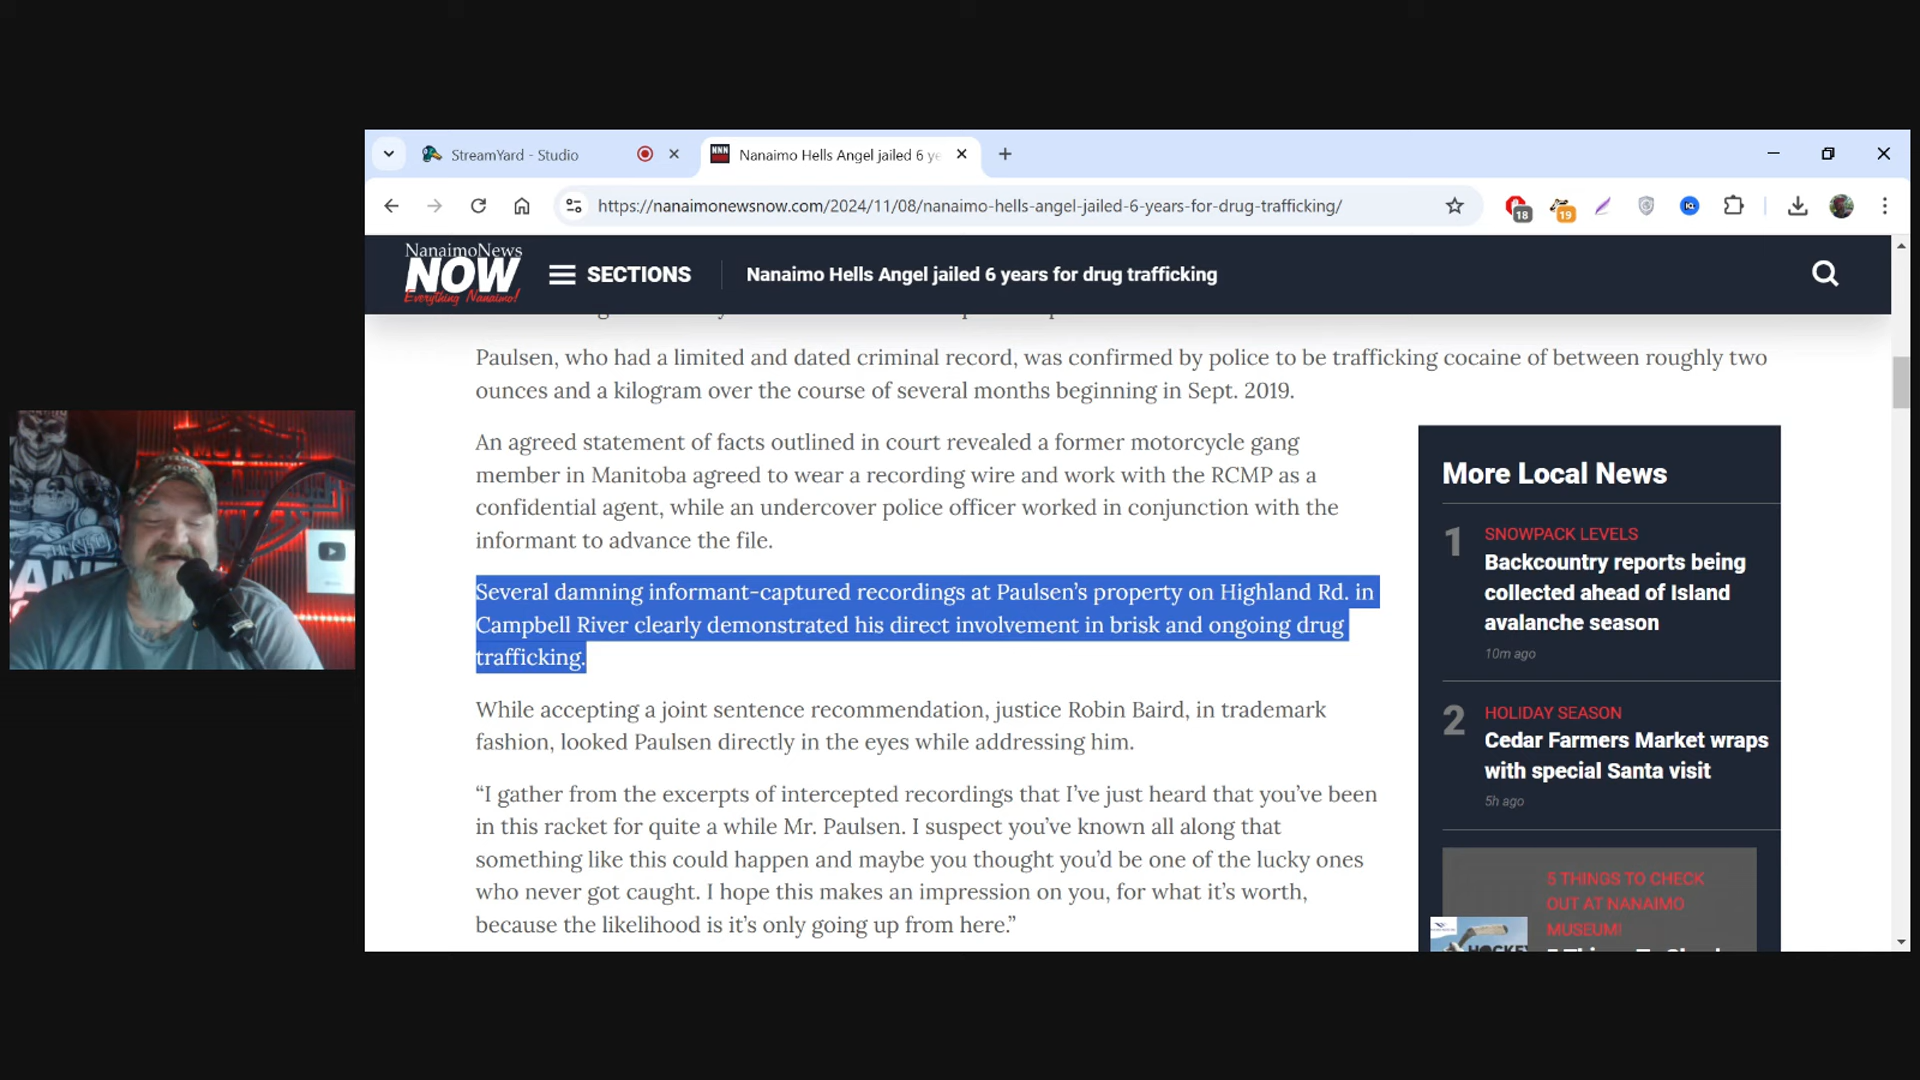 StreamYard - Studio
Nanaimo Hells Angel jailed 6 ye
https://nanaimonewsnow.com/2024/11/08/nanaimo-hells-angel-jailed-6-years-for-drug-trafficking/
18
19
NanaimoNews
NOW
Everything Nanaimo!
SECTIONS
Nanaimo Hells Angel jailed 6 years for drug trafficking
Paulsen, who had a limited and dated criminal record, was confirmed by police to be trafficking cocaine of between roughly two
ounces and a kilogram over the course of several months beginning in Sept. 2019.
An agreed statement of facts outlined in court revealed a former motorcycle gang
member in Manitoba agreed to wear a recording wire and work with the RCMP as a
confidential agent, while an undercover police officer worked in conjunction with the
informant to advance the file.
Several damning informant-captured recordings at Paulsen’s property on Highland Rd. in
Campbell River clearly demonstrated his direct involvement in brisk and ongoing drug
trafficking.
While accepting a joint sentence recommendation, justice Robin Baird, in trademark
fashion, looked Paulsen directly in the eyes while addressing him.
“I gather from the excerpts of intercepted recordings that I’ve just heard that you’ve been
in this racket for quite a while Mr. Paulsen. I suspect you’ve known all along that
something like this could happen and maybe you thought you’d be one of the lucky ones
who never got caught. I hope this makes an impression on you, for what it’s worth,
because the likelihood is it’s only going up from here.”
More Local News
1
SNOWPACK LEVELS
Backcountry reports being
collected ahead of Island
avalanche season
10m ago
2
HOLIDAY SEASON
Cedar Farmers Market wraps
with special Santa visit
5h ago
5 THINGS TO CHECK
OUT AT NANAIMO
MUSEUM!
HOCKEY